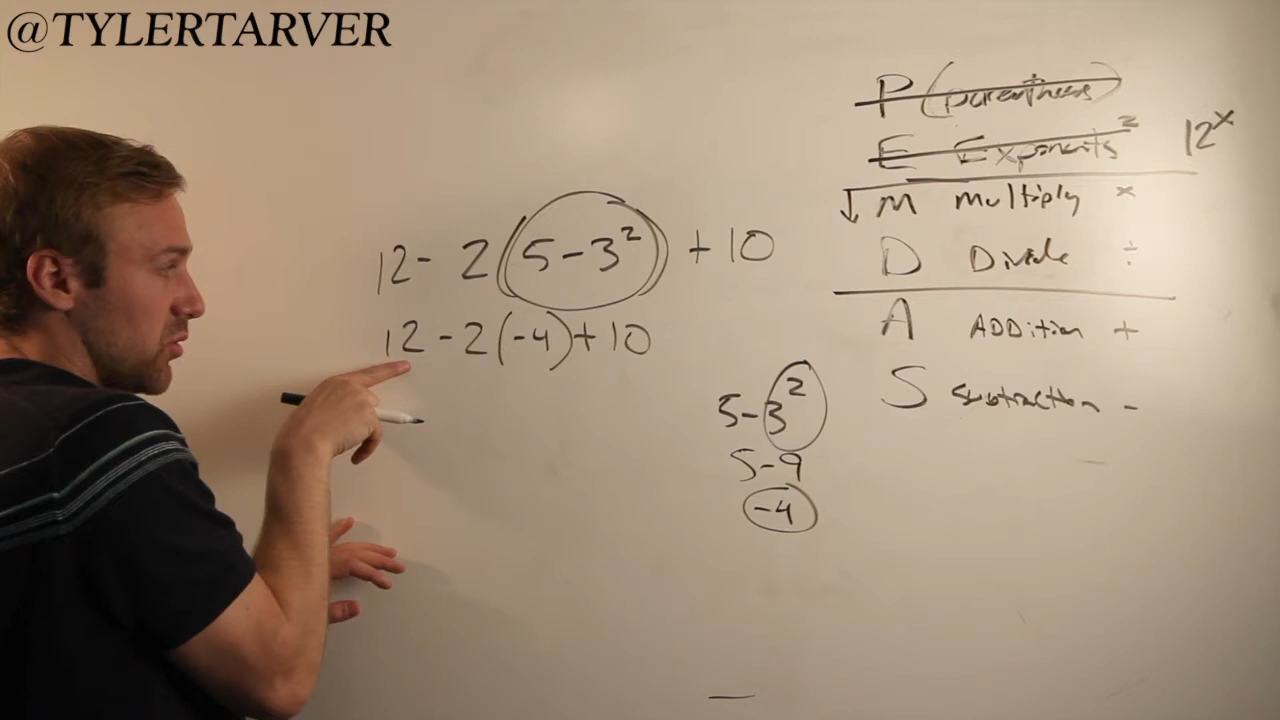 @TYLERTARVER
P (parenthesis)
E Exponents² 12ˣ
M multiply ×
D Divide ÷
A ADDition +
S subtraction -
12- 2(5-3²) + 10
12-2(-4)+10
5-3²
5-9
-4